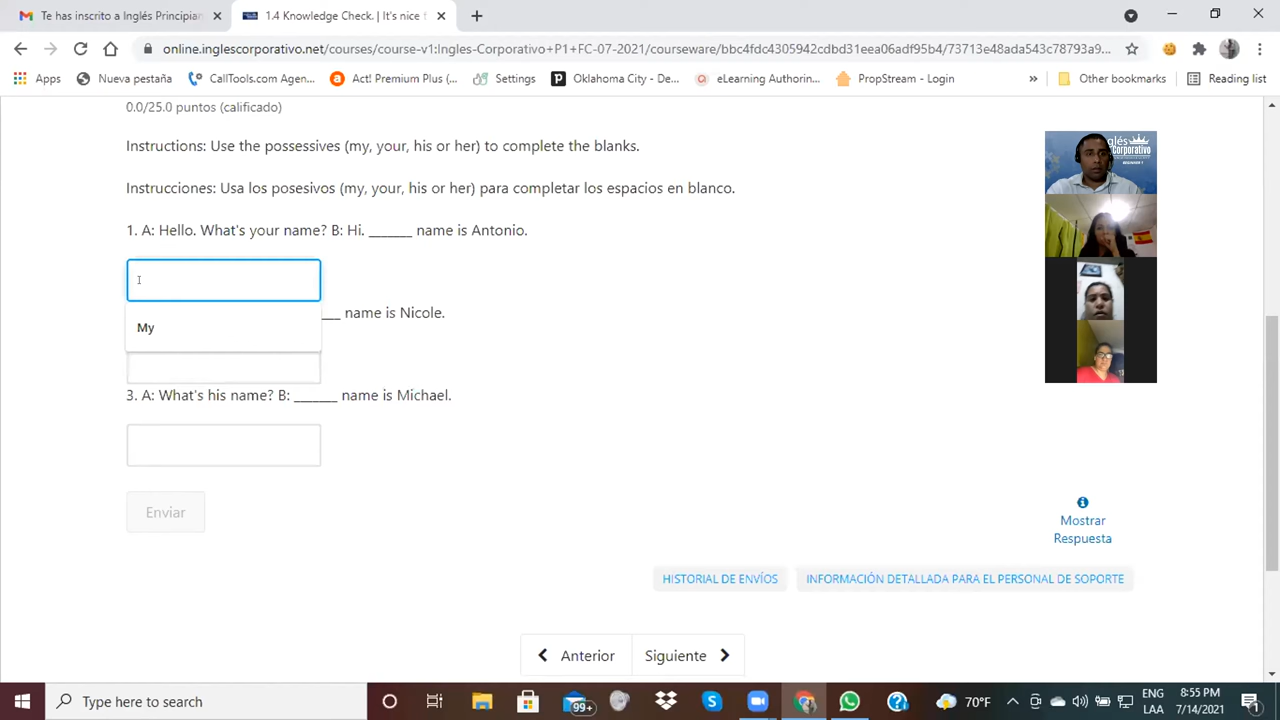 Te has inscrito a Inglés Principian
1.4 Knowledge Check. | It's nice f
online.inglescorporativo.net/courses/course-v1:Ingles-Corporativo+P1+FC-07-2021/courseware/bbc4fdc4305942cdbd31eea06adf95b4/73713e48ada543c78793a9...
Apps
Nueva pestaña
CallTools.com Agen...
Act! Premium Plus (...
Settings
Oklahoma City - De...
eLearning Authorin...
PropStream - Login
»
Other bookmarks
Reading list
0.0/25.0 puntos (calificado)
Instructions: Use the possessives (my, your, his or her) to complete the blanks.
Instrucciones: Usa los posesivos (my, your, his or her) para completar los espacios en blanco.
1. A: Hello. What's your name? B: Hi. _______ name is Antonio.
My
___ name is Nicole.
3. A: What's his name? B: _______ name is Michael.
Enviar
Mostrar
Respuesta
HISTORIAL DE ENVÍOS
INFORMACIÓN DETALLADA PARA EL PERSONAL DE SOPORTE
Anterior
Siguiente
Type here to search
99+
70°F
ENG
LAA
8:55 PM
7/14/2021
1